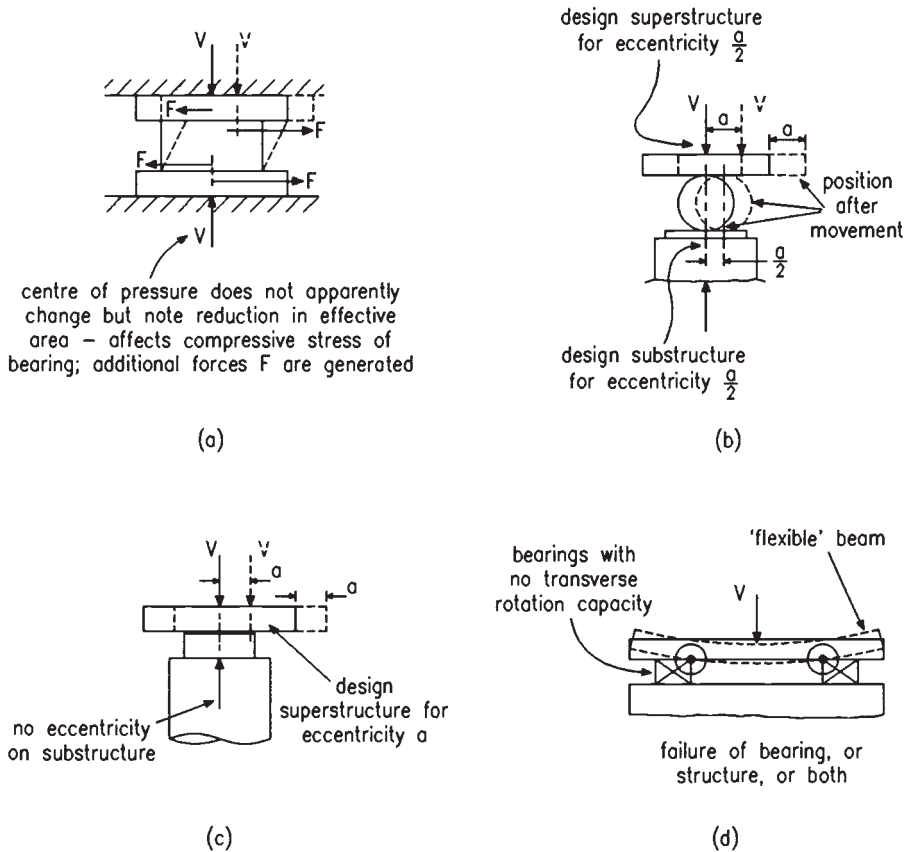 V
V
F
F
F
F
V
centre of pressure does not apparently
change but note reduction in effective
area – affects compressive stress of
bearing; additional forces F are generated
(a)
design superstructure
for eccentricity a/2
V
V
a
a
position
after
movement
a/2
design substructure
for eccentricity a/2
(b)
V
V
a
a
no eccentricity
on substructure
design
superstructure for
eccentricity a
(c)
'flexible' beam
bearings with
no transverse
rotation capacity
V
failure of bearing, or
structure, or both
(d)